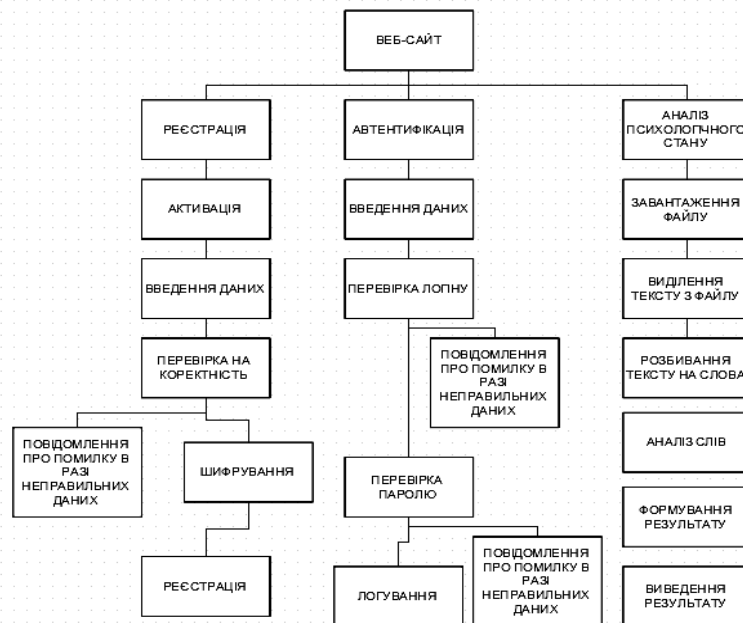 ВЕБ-САЙТ
РЕЄСТРАЦІЯ
АКТИВАЦІЯ
ВВЕДЕННЯ ДАНИХ
ПЕРЕВІРКА НА
КОРЕКТНІСТЬ
ПОВІДОМЛЕННЯ
ПРО ПОМИЛКУ В
РАЗІ
НЕПРАВИЛЬНИХ
ДАНИХ
ШИФРУВАННЯ
РЕЄСТРАЦІЯ
АВТЕНТИФІКАЦІЯ
ВВЕДЕННЯ ДАНИХ
ПЕРЕВІРКА ЛОГІНУ
ПОВІДОМЛЕННЯ
ПРО ПОМИЛКУ В
РАЗІ
НЕПРАВИЛЬНИХ
ДАНИХ
ПЕРЕВІРКА
ПАРОЛЮ
ЛОГУВАННЯ
ПОВІДОМЛЕННЯ
ПРО ПОМИЛКУ В
РАЗІ
НЕПРАВИЛЬНИХ
ДАНИХ
АНАЛІЗ
ПСИХОЛОГІЧНОГО
СТАНУ
ЗАВАНТАЖЕННЯ
ФАЙЛУ
ВИДІЛЕННЯ
ТЕКСТУ З ФАЙЛУ
РОЗБИВАННЯ
ТЕКСТУ НА СЛОВА
АНАЛІЗ СЛІВ
ФОРМУВАННЯ
РЕЗУЛЬТАТУ
ВИВЕДЕННЯ
РЕЗУЛЬТАТУ